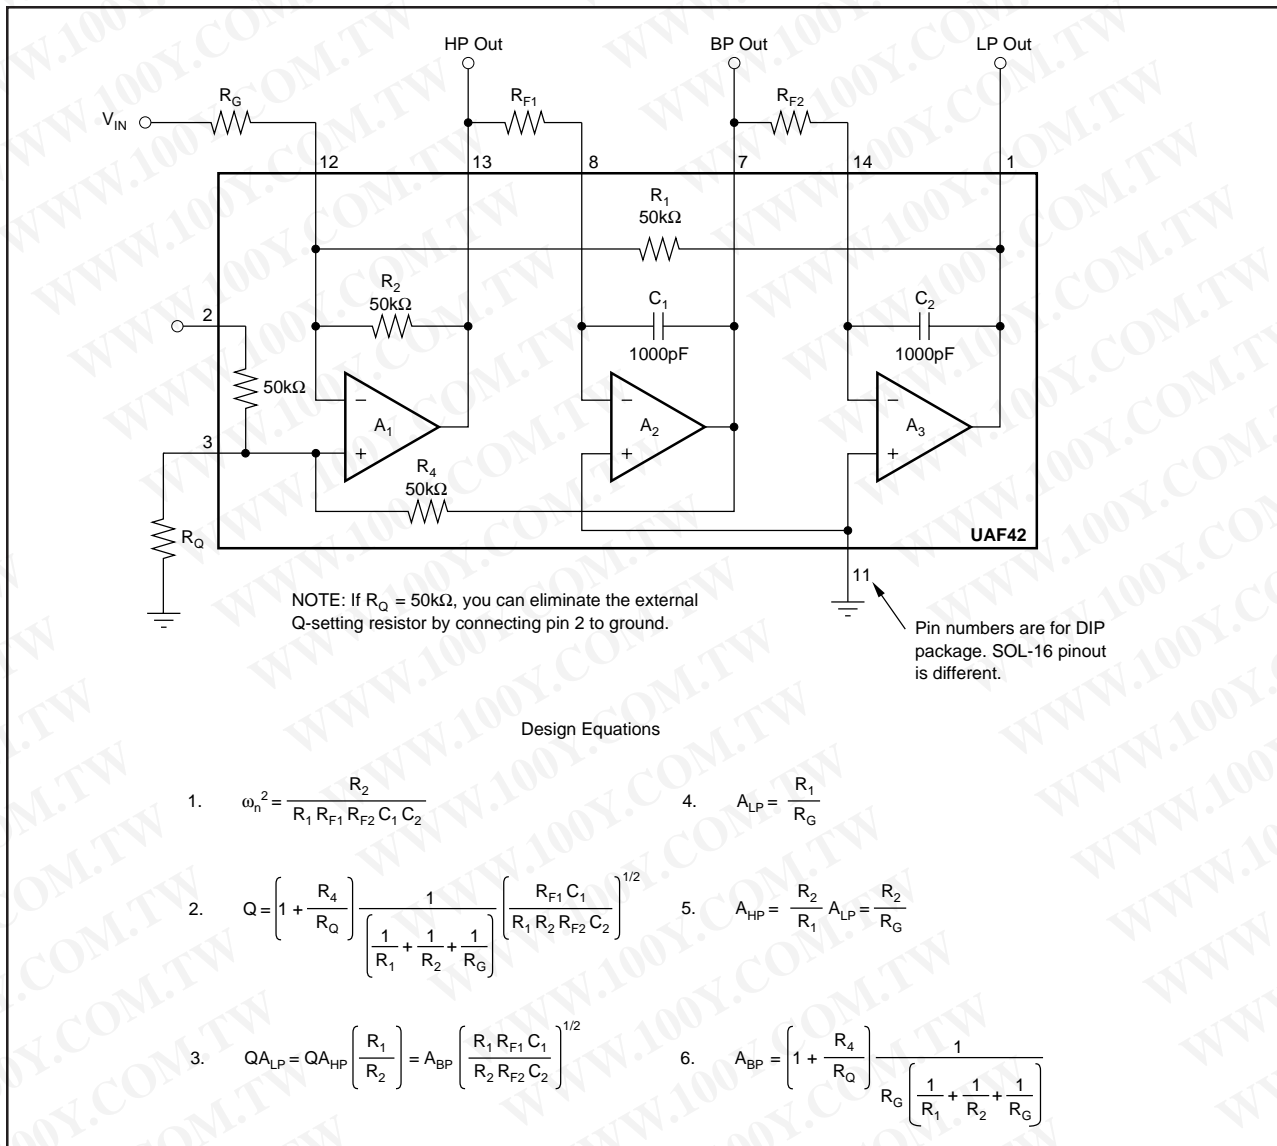 HP Out
BP Out
LP Out
R_G
R_F1
R_F2
V_IN
12
13
8
7
14
1
R_1
50kΩ
R_2
50kΩ
C_1
1000pF
C_2
1000pF
2
50kΩ
3
A_1
A_2
A_3
R_4
50kΩ
R_Q
UAF42
11
NOTE: If R_Q = 50kΩ, you can eliminate the external
Q-setting resistor by connecting pin 2 to ground.
Pin numbers are for DIP
package. SOL-16 pinout
is different.
Design Equations
1. ω_n^2 = R_2 / (R_1 R_F1 R_F2 C_1 C_2)
2. Q = (1 + R_4/R_Q) 1/(1/R_1 + 1/R_2 + 1/R_G) (R_F1 C_1 / (R_1 R_2 R_F2 C_2))^1/2
3. QA_LP = QA_HP (R_1/R_2) = A_BP (R_1 R_F1 C_1 / (R_2 R_F2 C_2))^1/2
4. A_LP = R_1/R_G
5. A_HP = R_2/R_1 A_LP = R_2/R_G
6. A_BP = (1 + R_4/R_Q) 1/(R_G (1/R_1 + 1/R_2 + 1/R_G))
WWW.100Y.COM.TW